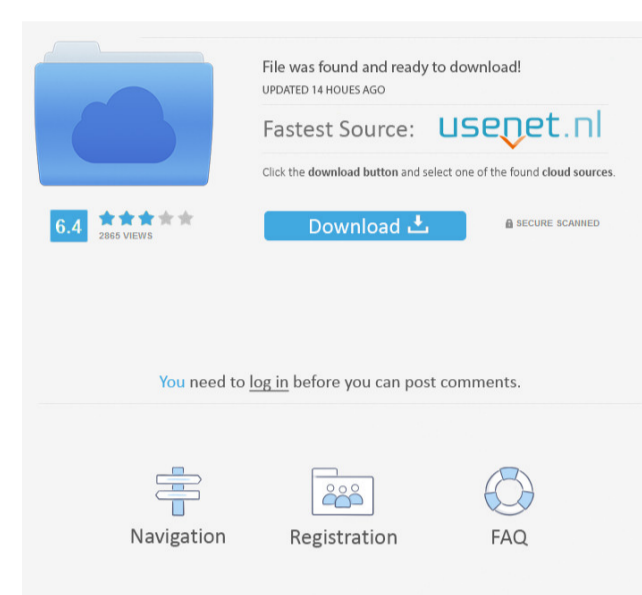 File was found and ready to download!
UPDATED 14 HOUES AGO
Fastest Source: usenet.nl
Click the download button and select one of the found cloud sources.
6.4
2865 VIEWS
Download
SECURE SCANNED
You need to log in before you can post comments.
Navigation
Registration
FAQ